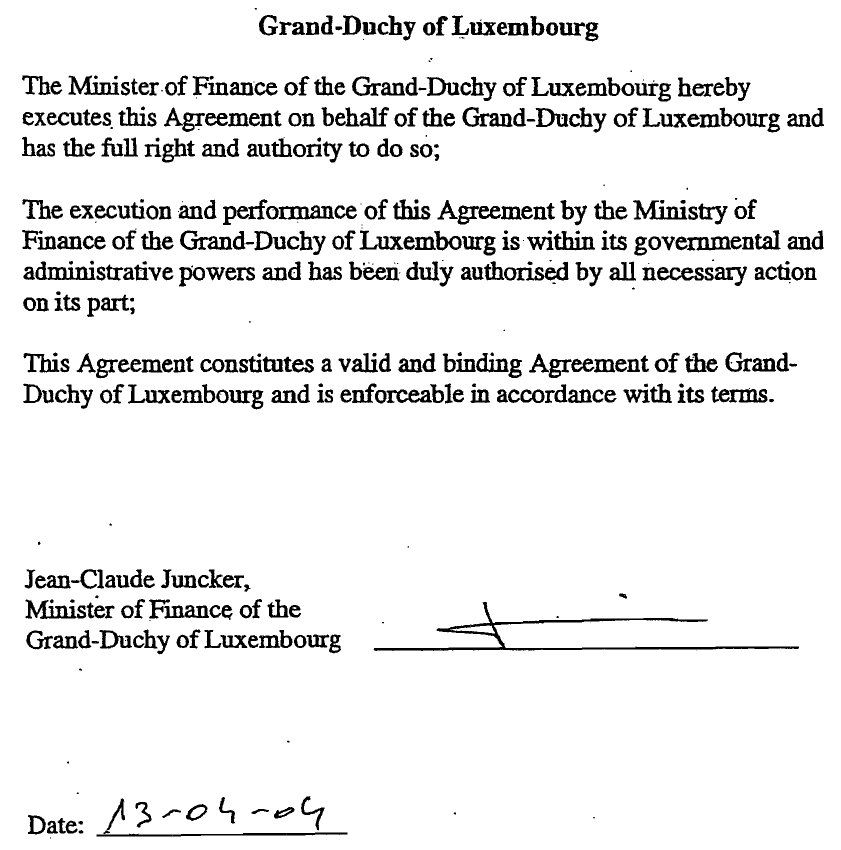 Grand-Duchy of Luxembourg
The Minister of Finance of the Grand-Duchy of Luxembourg hereby
executes this Agreement on behalf of the Grand-Duchy of Luxembourg and
has the full right and authority to do so;
The execution and performance of this Agreement by the Ministry of
Finance of the Grand-Duchy of Luxembourg is within its governmental and
administrative powers and has been duly authorised by all necessary action
on its part;
This Agreement constitutes a valid and binding Agreement of the Grand-
Duchy of Luxembourg and is enforceable in accordance with its terms.
Jean-Claude Juncker,
Minister of Finance of the
Grand-Duchy of Luxembourg
Date: 13-04-04